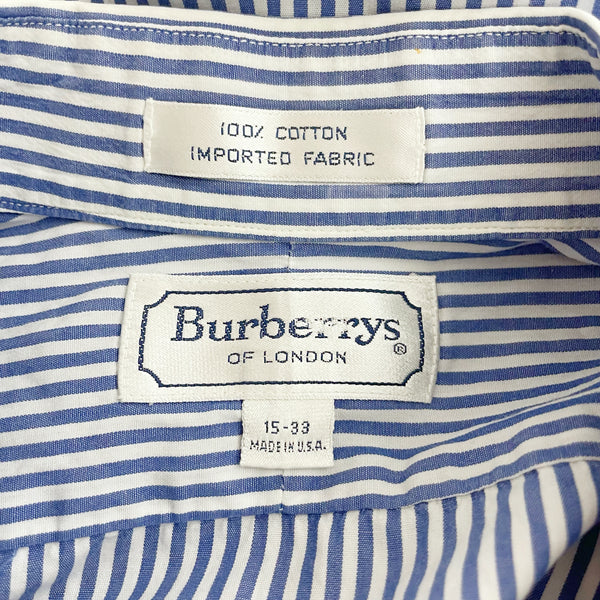 100% COTTON
IMPORTED FABRIC
Burberrys®
OF LONDON
15-33
MADE IN U.S.A.